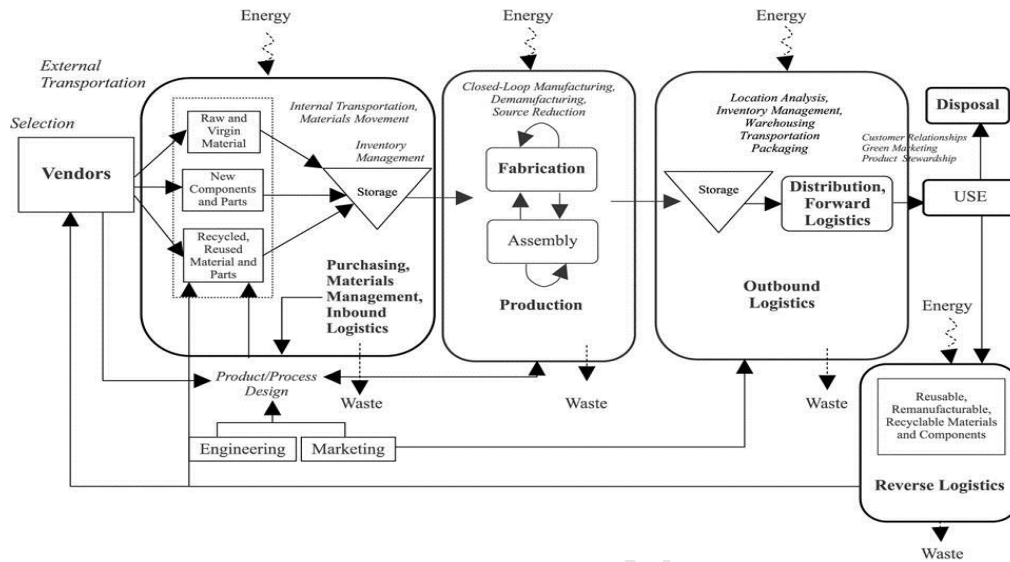 Energy
Energy
Energy
External
Transportation
Selection
Vendors
Raw and Virgin
Material
New
Components
and Parts
Recycled,
Reused
Material and
Parts
Internal Transportation,
Materials Movement
Inventory
Management
Storage
Purchasing,
Materials
Management,
Inbound
Logistics
Closed-Loop Manufacturing,
Demanufacturing,
Source Reduction
Fabrication
Assembly
Production
Location Analysis,
Inventory Management,
Warehousing
Transportation
Packaging
Storage
Distribution,
Forward
Logistics
Outbound
Logistics
Customer Relationships
Green Marketing
Product Stewardship
Disposal
USE
Energy
Reusable,
Remanufacturable,
Recyclable Materials
and Components
Reverse Logistics
Waste
Product/Process
Design
Waste
Waste
Waste
Engineering
Marketing